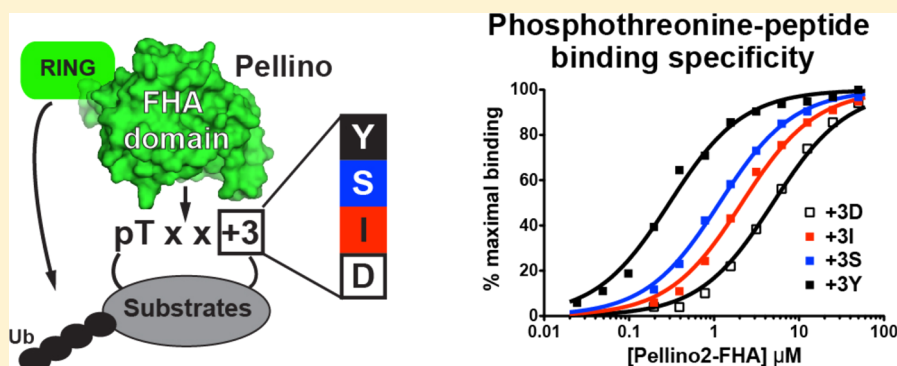 RING
Pellino
FHA
domain
pT x x +3
Substrates
Ub
Y
S
I
D
Phosphothreonine-peptide
binding specificity
% maximal binding
100
80
60
40
20
0
0.01
0.1
1
10
100
[Pellino2-FHA] µM
+3D
+3I
+3S
+3Y